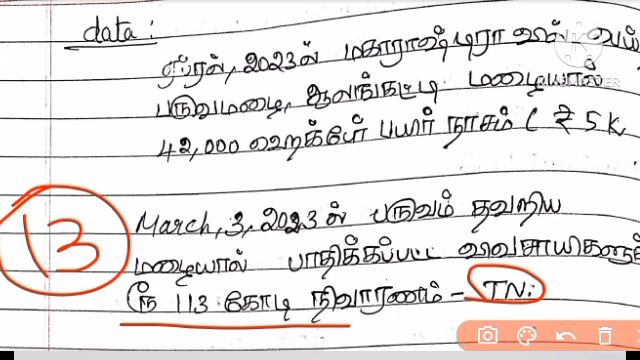 data :
ஏப்ரல், 2023ல் மகாராஷ்டிரா வில்
பருவமழை, ஆலங்கட்டி மழையால்
42,000 ஹெக்டேர் பயிர் நாசம் ( ₹ 5 K,
13
March, 3, 2023ல் பருவம் தவறிய
மழையால் பாதிக்கப்பட்ட விவசாயிகளுக்
ரூ 113 கோடி நிவாரணம் - TN: